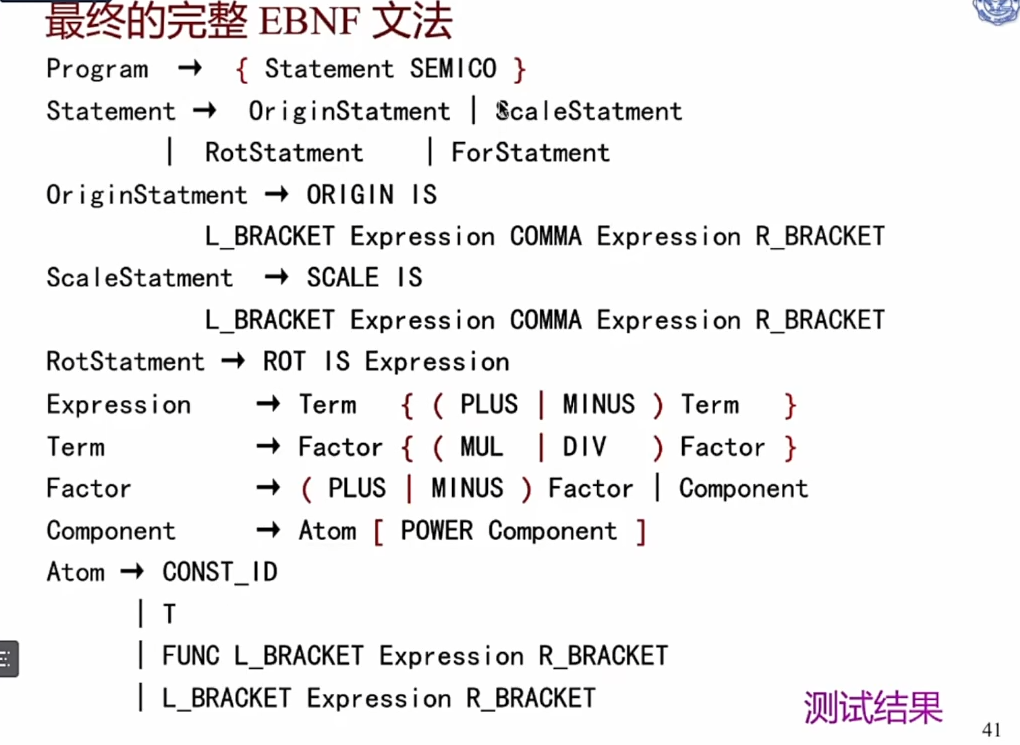 最终的完整 EBNF 文法
Program → { Statement SEMICO }
Statement → OriginStatment | ScaleStatment
| RotStatment | ForStatment
OriginStatment → ORIGIN IS
L_BRACKET Expression COMMA Expression R_BRACKET
ScaleStatment → SCALE IS
L_BRACKET Expression COMMA Expression R_BRACKET
RotStatment → ROT IS Expression
Expression → Term { ( PLUS | MINUS ) Term }
Term → Factor { ( MUL | DIV ) Factor }
Factor → ( PLUS | MINUS ) Factor | Component
Component → Atom [ POWER Component ]
Atom → CONST_ID
| T
| FUNC L_BRACKET Expression R_BRACKET
| L_BRACKET Expression R_BRACKET
测试结果
41